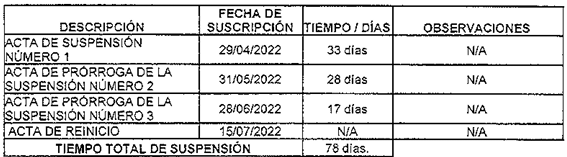 DESCRIPCIÓN FECHA DE SUSCRIPCIÓN TIEMPO / DÍAS OBSERVACIONES
ACTA DE SUSPENSIÓN
NÚMERO 1 29/04/2022 33 días N/A
ACTA DE PRÓRROGA DE LA
SUSPENSIÓN NÚMERO 2 31/05/2022 28 días N/A
ACTA DE PRÓRROGA DE LA
SUSPENSIÓN NÚMERO 3 28/06/2022 17 días N/A
ACTA DE REINICIO 15/07/2022 N/A N/A
TIEMPO TOTAL DE SUSPENSIÓN 78 días.